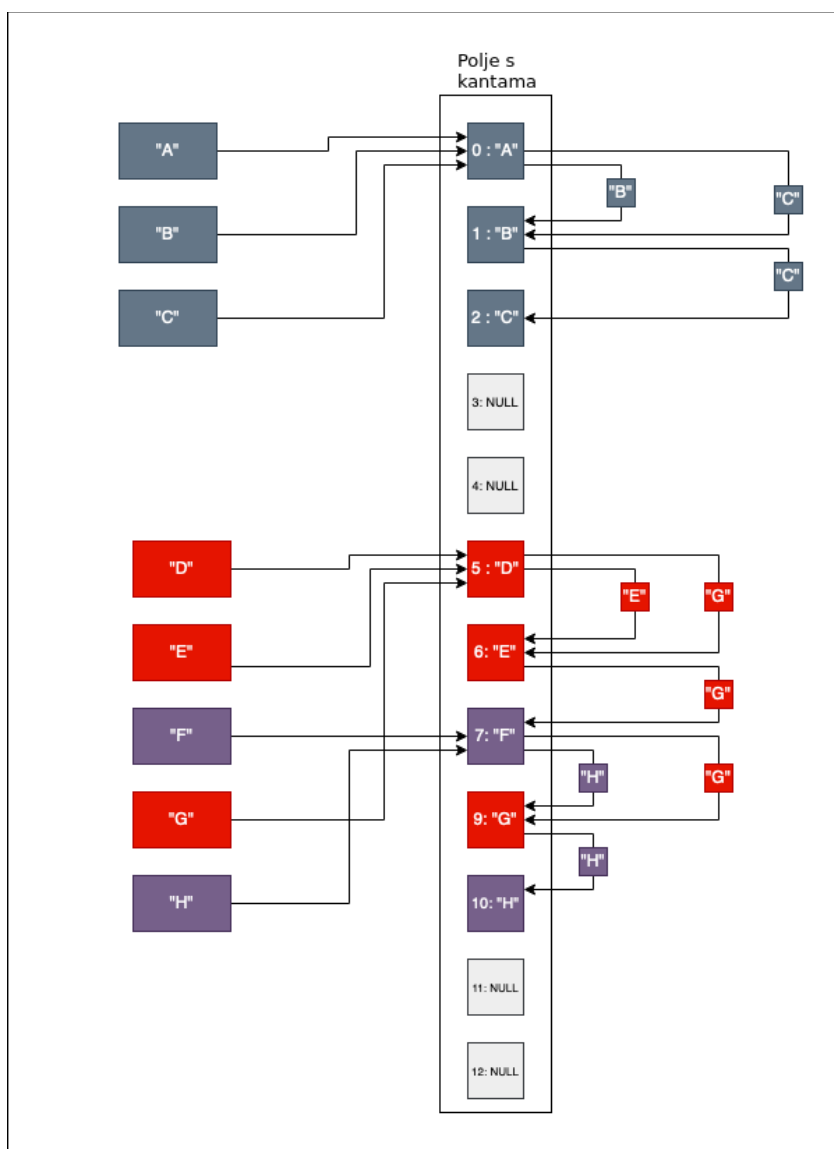 Polje s
kantama
"A"
0 : "A"
"B"
"C"
"B"
1 : "B"
"C"
"C"
2 : "C"
3: NULL
4: NULL
"D"
5 : "D"
"E"
"G"
"E"
6: "E"
"G"
"F"
7: "F"
"H"
"G"
"G"
9: "G"
"H"
"H"
10: "H"
11: NULL
12: NULL